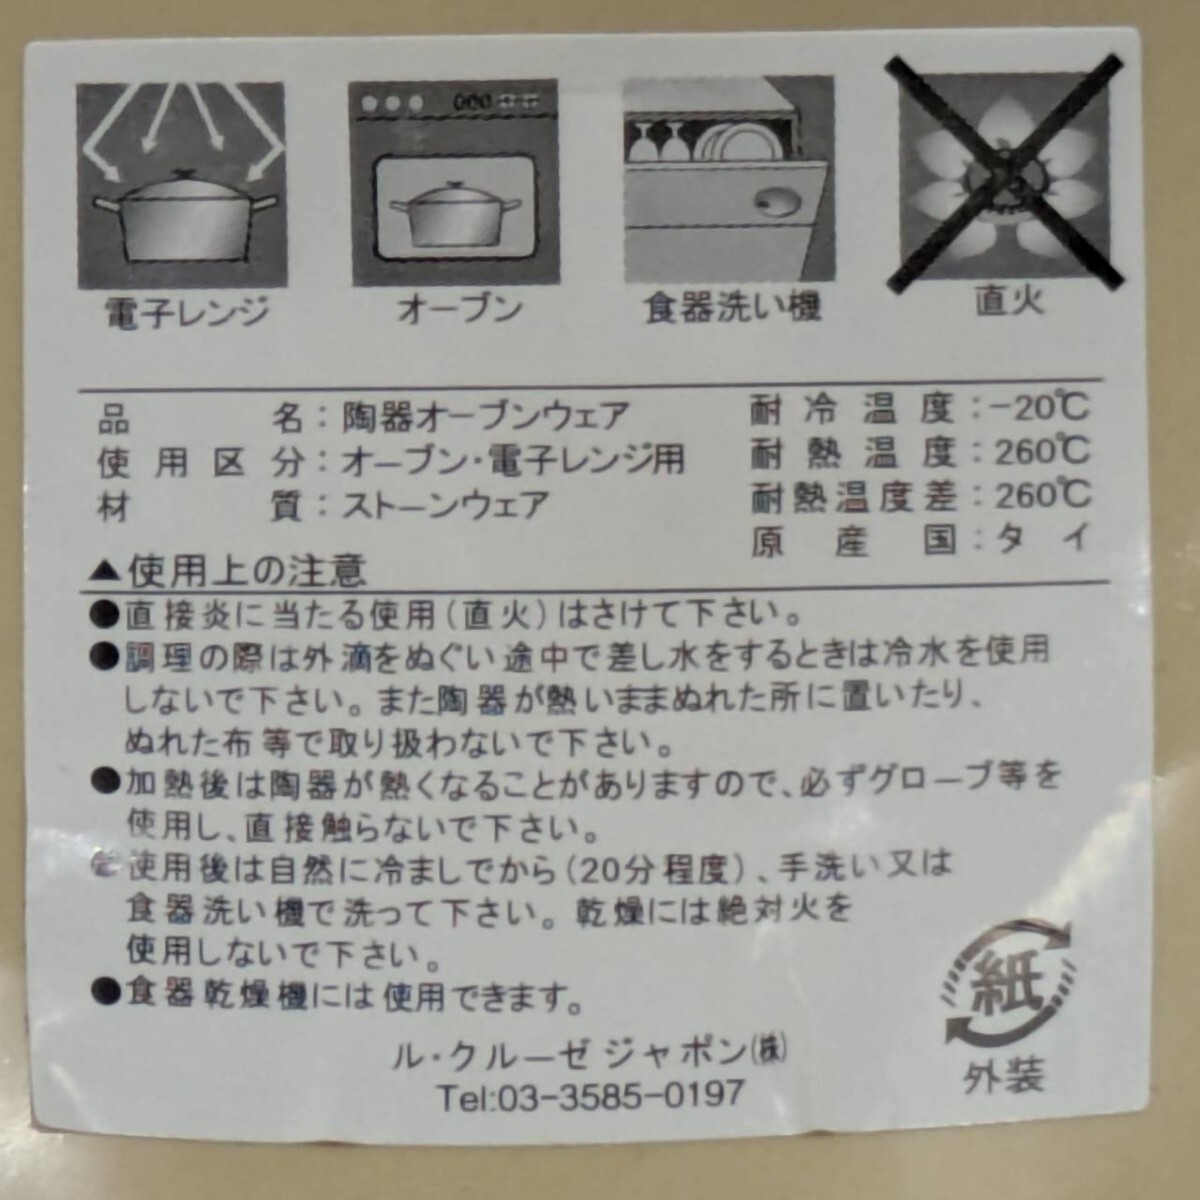 電子レンジ オーブン 食器洗い機 直火
品名：陶器オーブンウェア 耐冷温度：-20℃
使用区分：オーブン・電子レンジ用 耐熱温度：260℃
材質：ストーンウェア 耐熱温度差：260℃
原産国：タイ
▲使用上の注意
●直接炎に当たる使用(直火)はさけて下さい。
●調理の際は外滴をぬぐい途中で差し水をするときは冷水を使用
しないで下さい。また陶器が熱いままぬれた所に置いたり、
ぬれた布等で取り扱わないで下さい。
●加熱後は陶器が熱くなることがありますので、必ずグローブ等を
使用し、直接触らないで下さい。
●使用後は自然に冷ましてから(20分程度)、手洗い又は
食器洗い機で洗って下さい。乾燥には絶対火を
使用しないで下さい。
●食器乾燥機には使用できます。
紙
外装
ル・クルーゼ ジャポン㈱
Tel:03-3585-0197